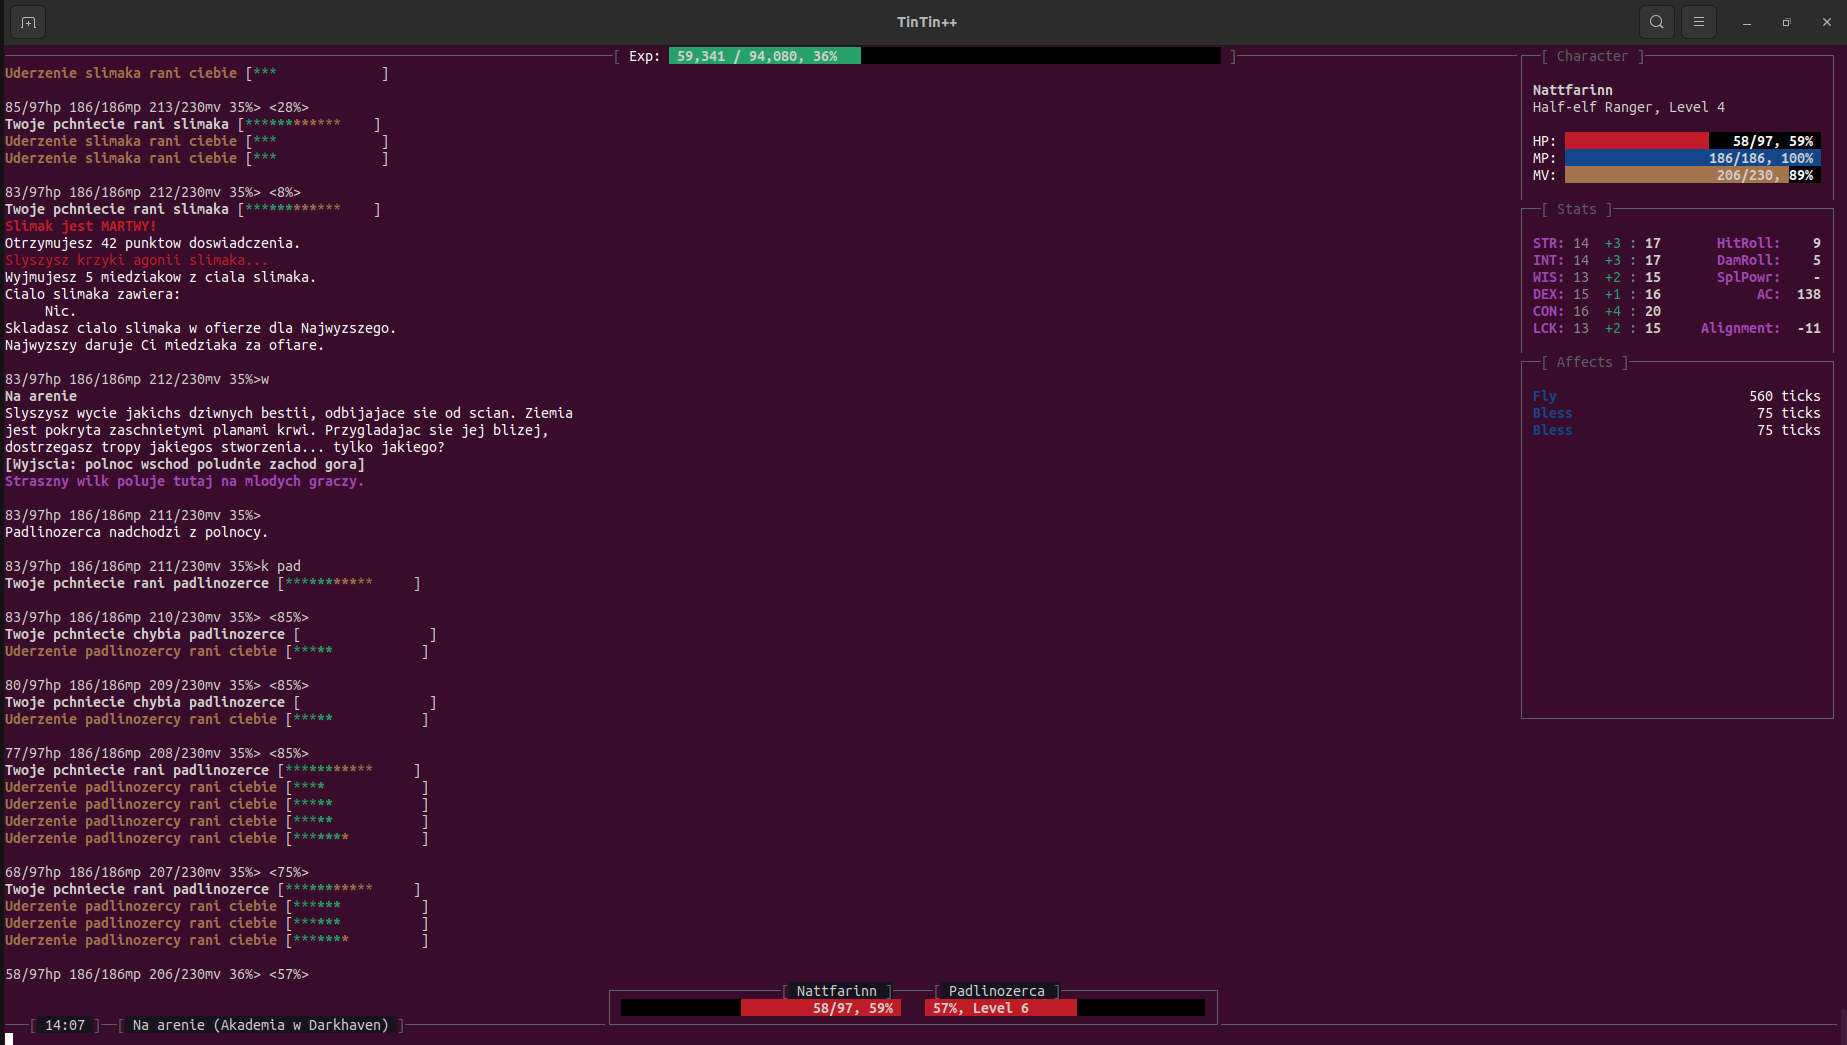 TinTin++
[ Exp: 59,341 / 94,080, 36% ]
Uderzenie slimaka rani ciebie [*** ]
85/97hp 186/186mp 213/230mv 35%> <28%>
Twoje pchniecie rani slimaka [************ ]
Uderzenie slimaka rani ciebie [*** ]
Uderzenie slimaka rani ciebie [*** ]
83/97hp 186/186mp 212/230mv 35%> <8%>
Twoje pchniecie rani slimaka [************ ]
Slimak jest MARTWY!
Otrzymujesz 42 punktow doswiadczenia.
Slyszysz krzyki agonii slimaka...
Wyjmujesz 5 miedziakow z ciala slimaka.
Cialo slimaka zawiera:
Nic.
Skladasz cialo slimaka w ofierze dla Najwyzszego.
Najwyzszy daruje Ci miedziaka za ofiare.
83/97hp 186/186mp 212/230mv 35%>w
Na arenie
Slyszysz wycie jakichs dziwnych bestii, odbijajace sie od scian. Ziemia
jest pokryta zaschnietymi plamami krwi. Przygladajac sie jej blizej,
dostrzegasz tropy jakiegos stworzenia... tylko jakiego?
[Wyjscia: polnoc wschod poludnie zachod gora]
Straszny wilk poluje tutaj na mlodych graczy.
83/97hp 186/186mp 211/230mv 35%>
Padlinozerca nadchodzi z polnocy.
83/97hp 186/186mp 211/230mv 35%>k pad
Twoje pchniecie rani padlinozerce [*********** ]
83/97hp 186/186mp 210/230mv 35%> <85%>
Twoje pchniecie chybia padlinozerce [ ]
Uderzenie padlinozercy rani ciebie [***** ]
80/97hp 186/186mp 209/230mv 35%> <85%>
Twoje pchniecie chybia padlinozerce [ ]
Uderzenie padlinozercy rani ciebie [***** ]
77/97hp 186/186mp 208/230mv 35%> <85%>
Twoje pchniecie rani padlinozerce [*********** ]
Uderzenie padlinozercy rani ciebie [**** ]
Uderzenie padlinozercy rani ciebie [***** ]
Uderzenie padlinozercy rani ciebie [***** ]
Uderzenie padlinozercy rani ciebie [******* ]
68/97hp 186/186mp 207/230mv 35%> <75%>
Twoje pchniecie rani padlinozerce [*********** ]
Uderzenie padlinozercy rani ciebie [****** ]
Uderzenie padlinozercy rani ciebie [****** ]
Uderzenie padlinozercy rani ciebie [******* ]
58/97hp 186/186mp 206/230mv 36%> <57%>
[ Character ]
Nattfarinn
Half-elf Ranger, Level 4
HP: 58/97, 59%
MP: 186/186, 100%
MV: 206/230, 89%
[ Stats ]
STR: 14 +3 : 17 HitRoll: 9
INT: 14 +3 : 17 DamRoll: 5
WIS: 13 +2 : 15 SplPowr: -
DEX: 15 +1 : 16 AC: 138
CON: 16 +4 : 20
LCK: 13 +2 : 15 Alignment: -11
[ Affects ]
Fly 560 ticks
Bless 75 ticks
Bless 75 ticks
[ Nattfarinn ] [ Padlinozerca ]
58/97, 59% 57%, Level 6
[ 14:07 ] [ Na arenie (Akademia w Darkhaven) ]